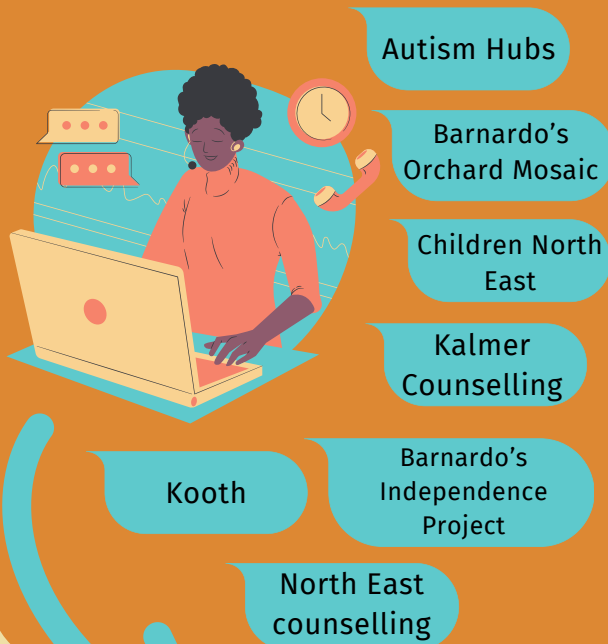 Autism Hubs
Barnardo's
Orchard Mosaic
Children North
East
Kalmer
Counselling
Kooth
Barnardo's
Independence
Project
North East
counselling